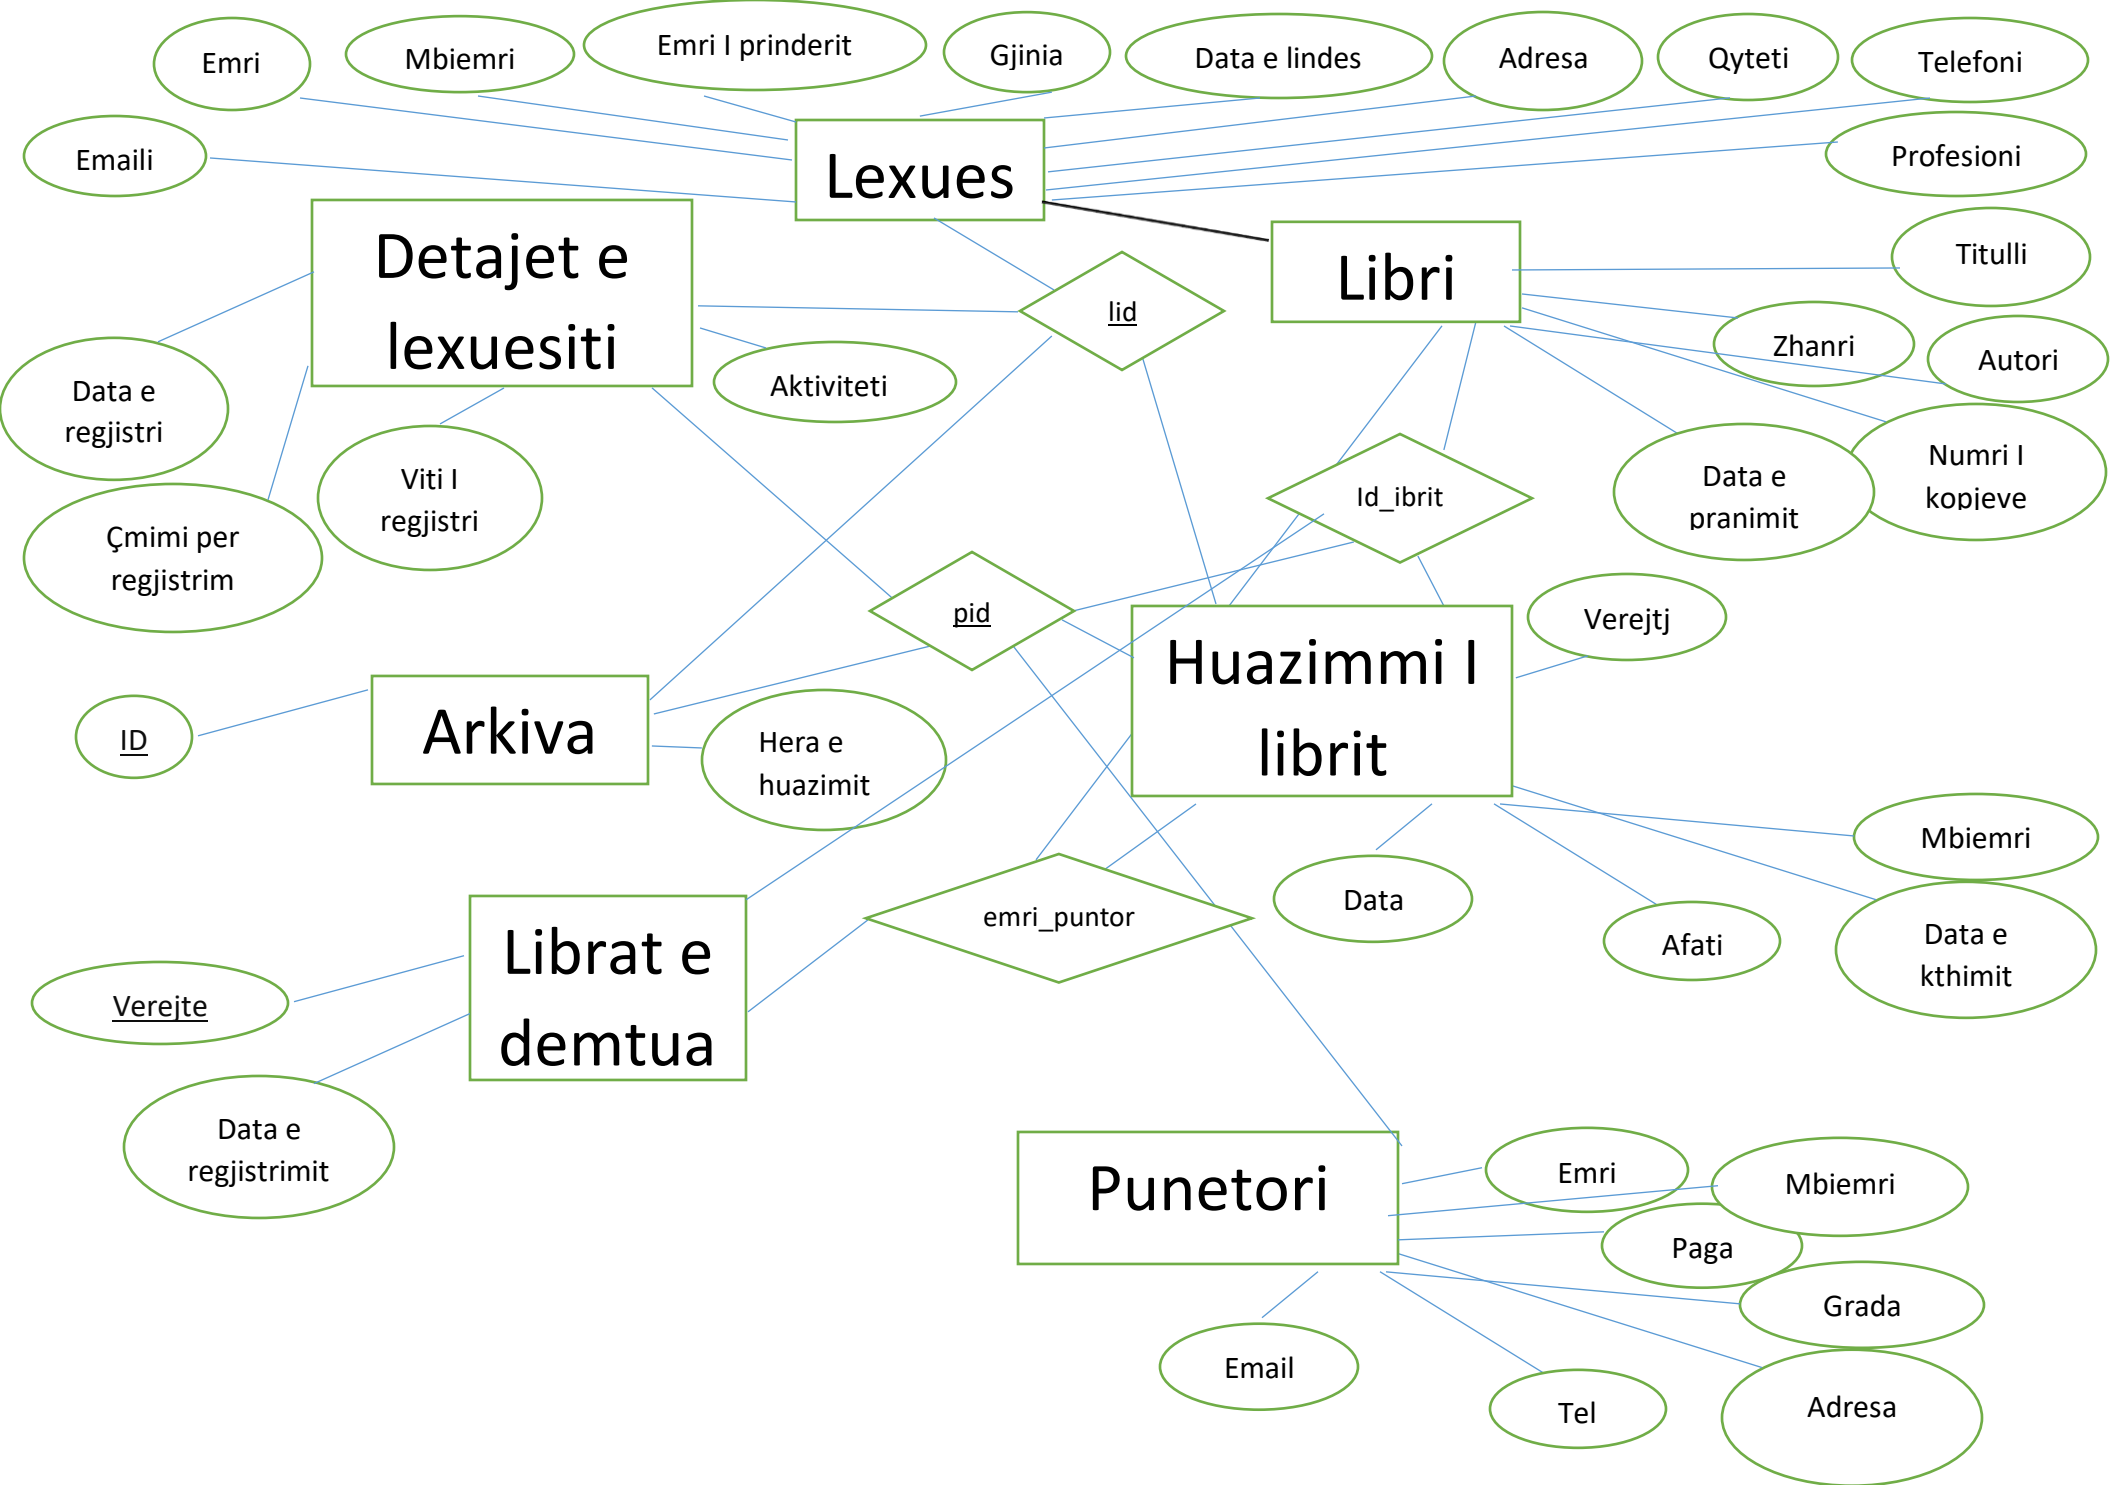 Emri
Mbiemri
Emri I prinderit
Gjinia
Data e lindes
Adresa
Qyteti
Telefoni
Emaili
Profesioni
Lexues
Detajet e
lexuesiti
Libri
Titulli
lid
Zhanri
Autori
Data e
regjistri
Aktiviteti
Viti I
regjistri
Id_ibrit
Data e
pranimit
Numri I
kopjeve
Çmimi per
regjistrim
pid
Verejtj
Huazimmi I
librit
ID
Arkiva
Hera e
huazimit
Mbiemri
Data
Afati
Data e
kthimit
emri_puntor
Librat e
demtua
Verejte
Data e
regjistrimit
Punetori
Emri
Mbiemri
Paga
Grada
Email
Tel
Adresa